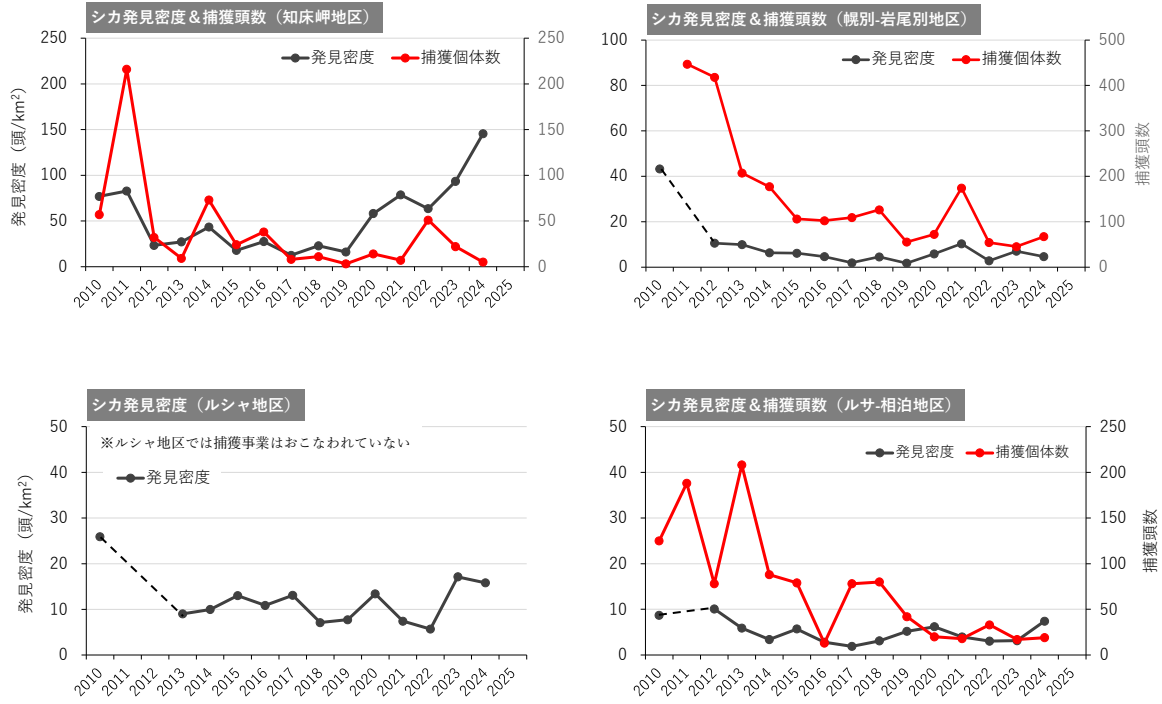 シカ発見密度＆捕獲頭数（知床岬地区）
発見密度 捕獲個体数
発見密度（頭/km²）
250
200
150
100
50
0
250
200
150
100
50
0
2010 2011 2012 2013 2014 2015 2016 2017 2018 2019 2020 2021 2022 2023 2024 2025
シカ発見密度＆捕獲頭数（幌別-岩尾別地区）
発見密度 捕獲頭数
100
80
60
40
20
0
500
400
300
200
100
0
捕獲頭数
2010 2011 2012 2013 2014 2015 2016 2017 2018 2019 2020 2021 2022 2023 2024 2025
シカ発見密度（ルシャ地区）
※ルシャ地区では捕獲事業はおこなわれていない
発見密度
発見密度（頭/km²）
50
40
30
20
10
0
2010 2011 2012 2013 2014 2015 2016 2017 2018 2019 2020 2021 2022 2023 2024 2025
シカ発見密度＆捕獲頭数（ルサ-相泊地区）
発見密度 捕獲個体数
50
40
30
20
10
0
250
200
150
100
50
0
捕獲頭数
2010 2011 2012 2013 2014 2015 2016 2017 2018 2019 2020 2021 2022 2023 2024 2025